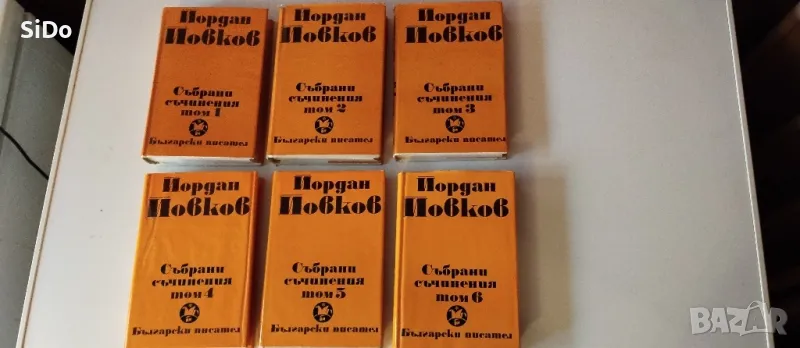 SiDo
Йордан
Йовков
Събрани
съчинения
том 1
Български писател
Йордан
Йовков
Събрани
съчинения
том 2
Български писател
Йордан
Йовков
Събрани
съчинения
том 3
Български писател
Йордан
Йовков
Събрани
съчинения
том 4
Български писател
Йордан
Йовков
Събрани
съчинения
том 5
Български писател
Йордан
Йовков
Събрани
съчинения
том 6
Български писател
BAZAR